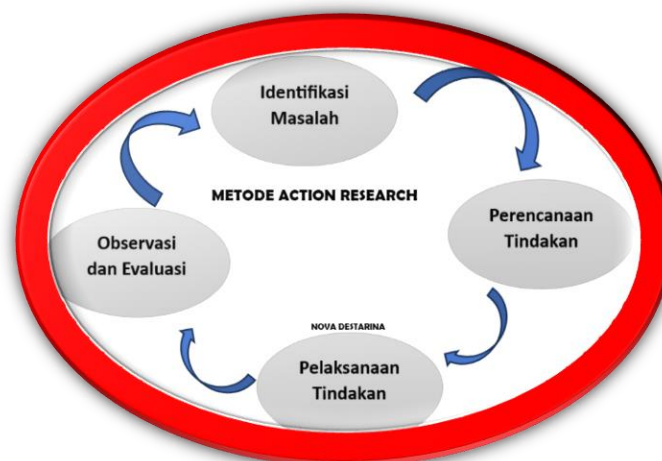 Identifikasi
Masalah
METODE ACTION RESEARCH
Perencanaan
Tindakan
Observasi
dan Evaluasi
NOVA DESTARINA
Pelaksanaan
Tindakan